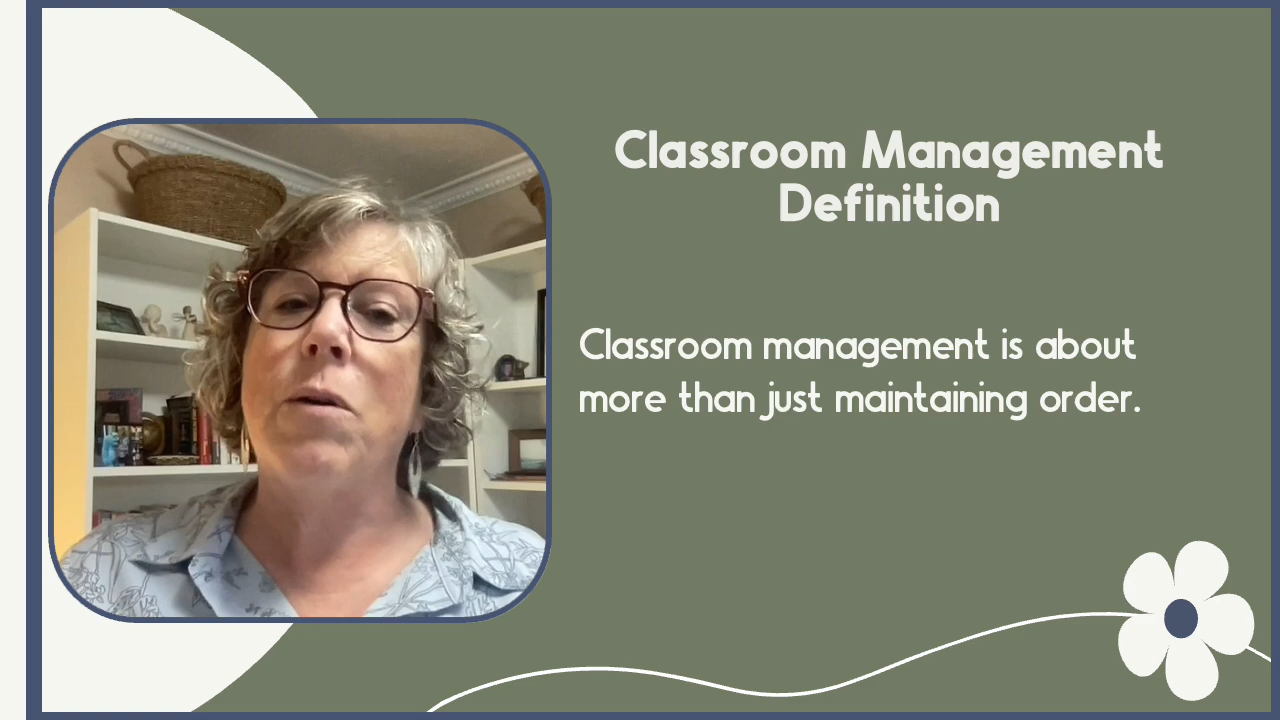 Classroom Management
Definition
Classroom management is about
more than just maintaining order.